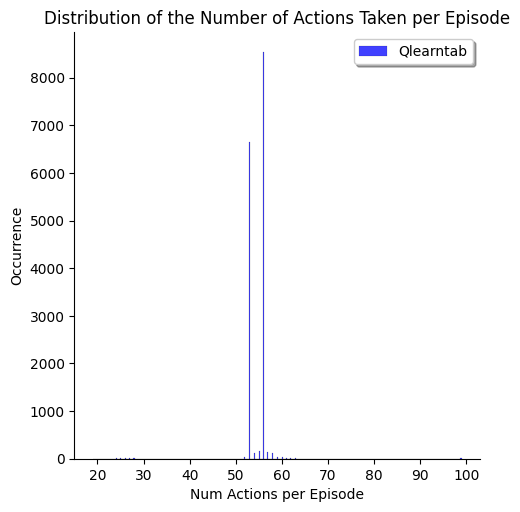 Distribution of the Number of Actions Taken per Episode
Qlearntab
8000
7000
6000
5000
4000
3000
2000
1000
0
Occurrence
20 30 40 50 60 70 80 90 100
Num Actions per Episode